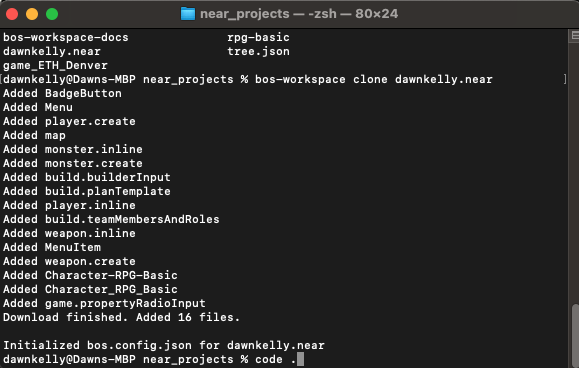 near_projects — -zsh — 80×24
bos-workspace-docs rpg-basic
dawnkelly.near tree.json
game_ETH_Denver
[dawnkelly@Dawns-MBP near_projects % bos-workspace clone dawnkelly.near ]
Added BadgeButton
Added Menu
Added player.create
Added map
Added monster.inline
Added monster.create
Added build.builderInput
Added build.planTemplate
Added player.inline
Added build.teamMembersAndRoles
Added weapon.inline
Added MenuItem
Added weapon.create
Added Character-RPG-Basic
Added Character_RPG_Basic
Added game.propertyRadioInput
Download finished. Added 16 files.
Initialized bos.config.json for dawnkelly.near
dawnkelly@Dawns-MBP near_projects % code .